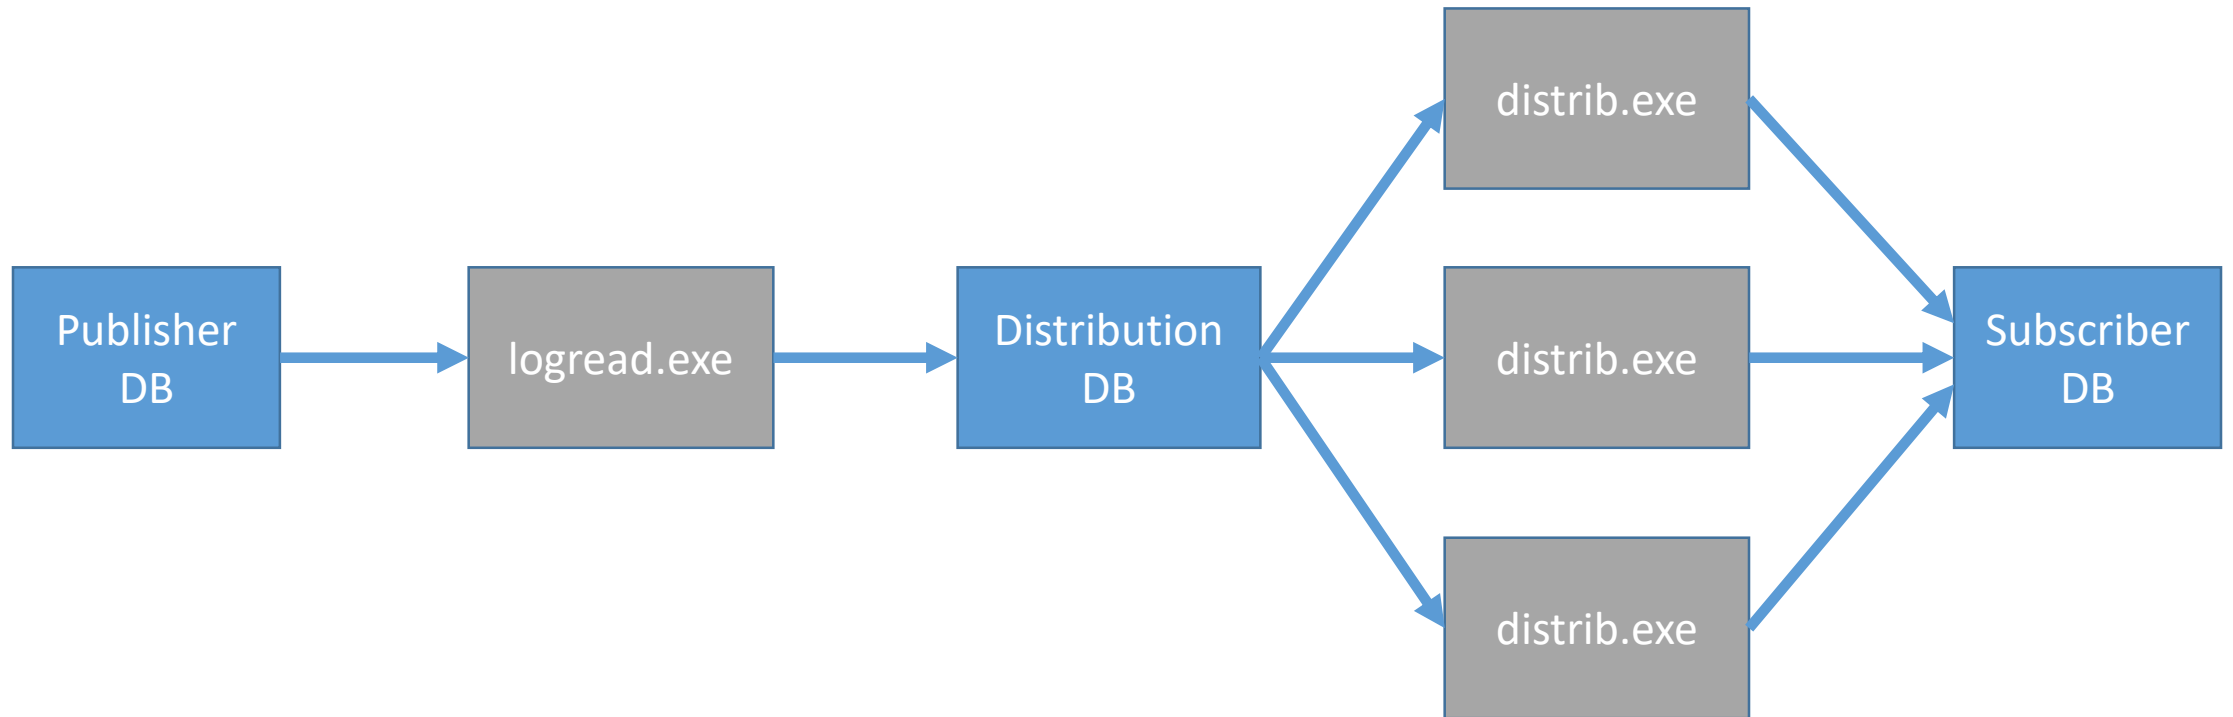 distrib.exe
Publisher
DB
logread.exe
Distribution
DB
distrib.exe
Subscriber
DB
distrib.exe